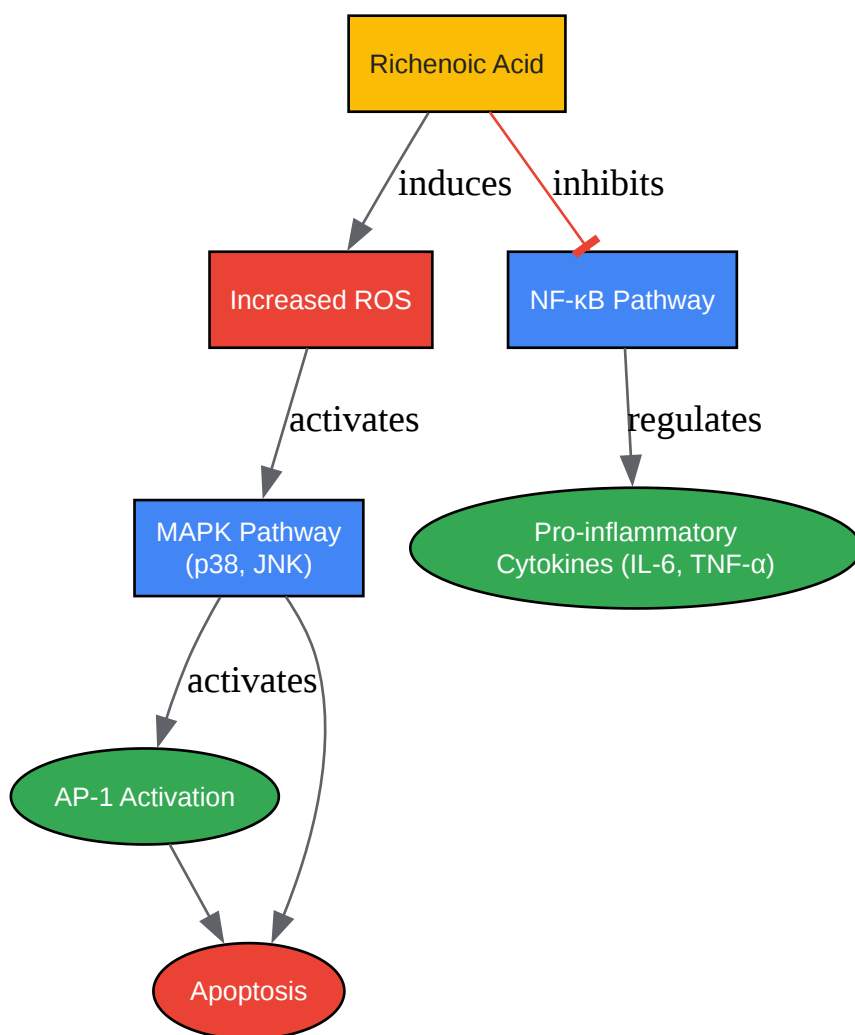 Richenoic Acid
induces
inhibits
Increased ROS
NF-κB Pathway
activates
regulates
MAPK Pathway
(p38, JNK)
Pro-inflammatory
Cytokines (IL-6, TNF-α)
activates
AP-1 Activation
Apoptosis